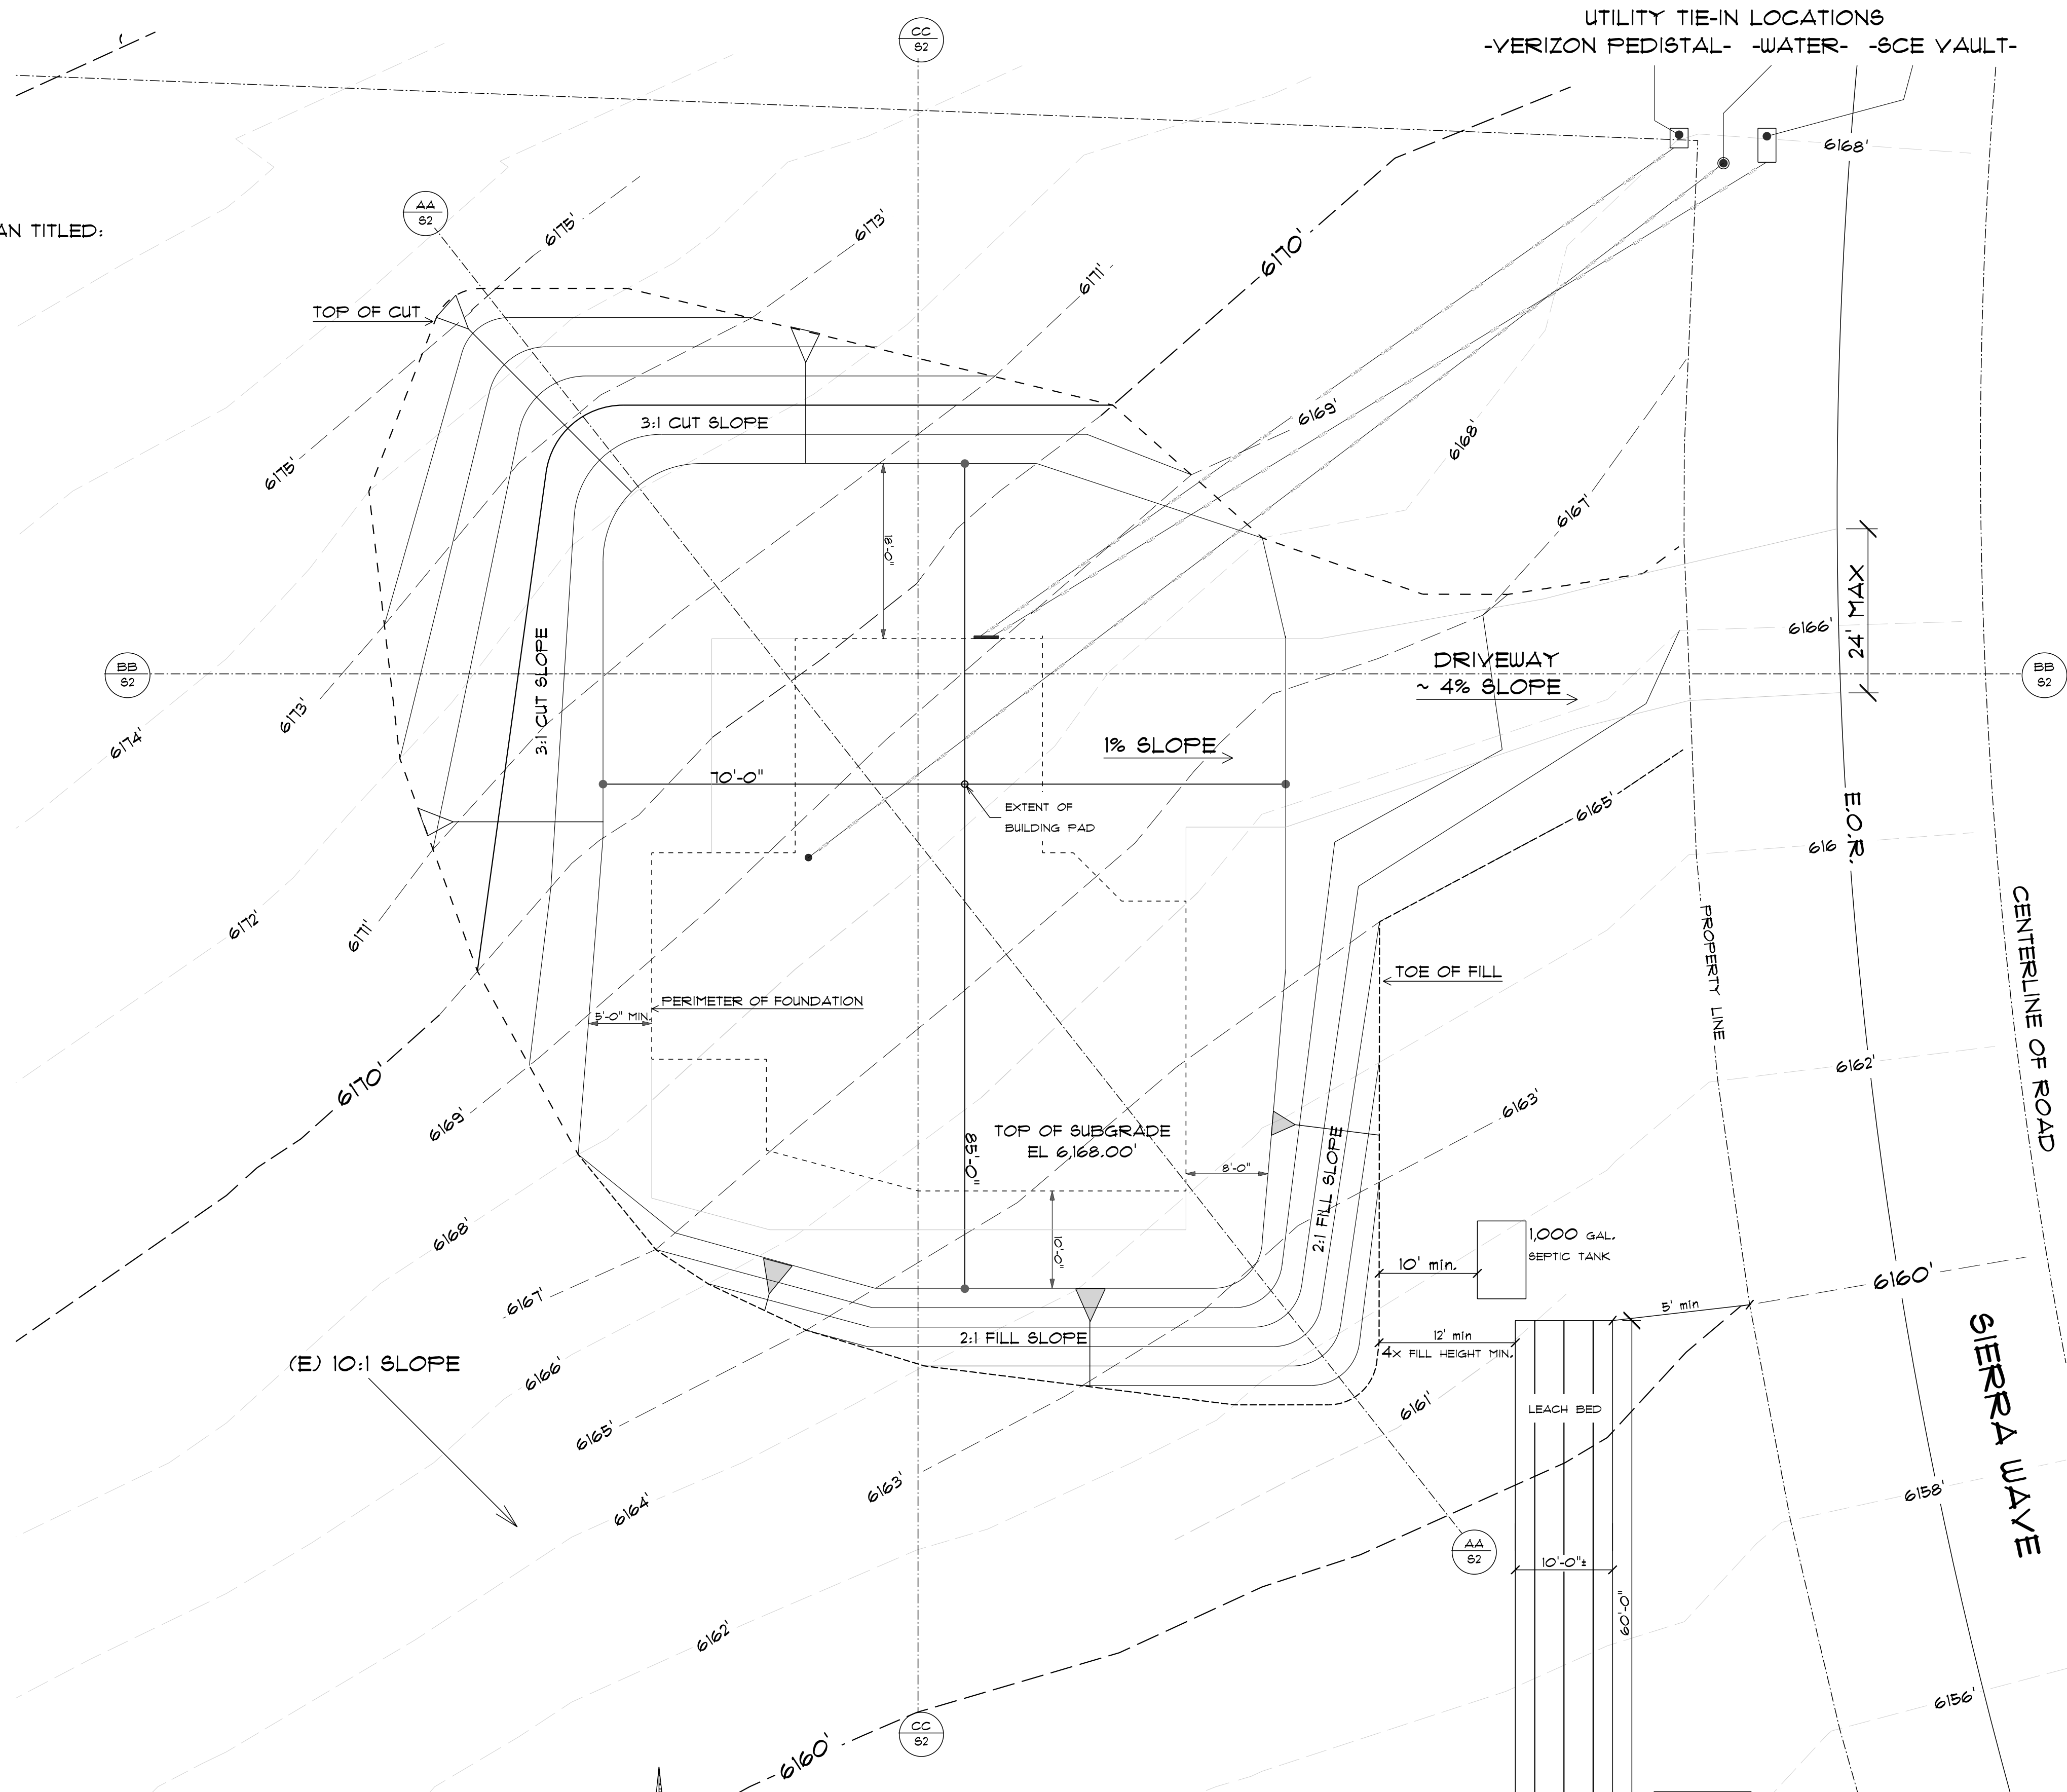 UTILITY TIE-IN LOCATIONS
-VERIZON PEDISTAL- -WATER- -SCE VAULT-
CC
S2
AA
S2
AN TITLED:
6175'
6173'
6171'
6170'
6168'
TOP OF CUT
3:1 CUT SLOPE
6169'
6168'
6175'
6167'
18'-0"
24' MAX
6166'
3:1 CUT SLOPE
BB
S2
DRIVEWAY
~ 4% SLOPE
BB
S2
6173'
6174'
1% SLOPE
70'-0"
EXTENT OF
BUILDING PAD
6165'
E.O.R.
616
6172'
6171'
PROPERTY LINE
CENTERLINE OF ROAD
TOE OF FILL
PERIMETER OF FOUNDATION
5'-0" MIN.
6162'
6170'
6169'
6163'
TOP OF SUBGRADE
EL 6,168.00'
85'-0"
8'-0"
2:1 FILL SLOPE
6168'
10'-0"
1,000 GAL.
SEPTIC TANK
10' min.
6160'
6167'
5' min
2:1 FILL SLOPE
12' min
4x FILL HEIGHT MIN.
SIERRA WAVE
(E) 10:1 SLOPE
6166'
6161'
LEACH BED
6165'
6163'
6158'
6164'
AA
S2
10'-0"±
60'-0"
6162'
6156'
CC
S2
6160'